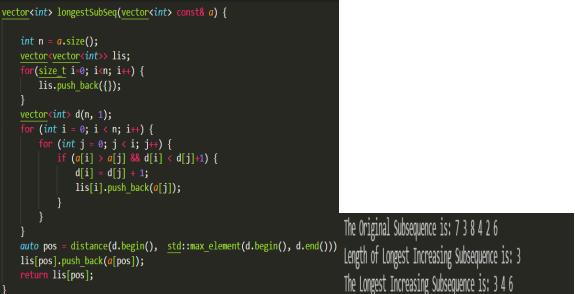 vector<int> longestSubSeq(vector<int> const& a) {
int n = a.size();
vector<vector<int>> lis;
for(size_t i=0; i<n; i++) {
lis.push_back({});
}
vector<int> d(n, 1);
for (int i = 0; i < n; i++) {
for (int j = 0; j < i; j++) {
if (a[i] > a[j] && d[i] < d[j]+1) {
d[i] = d[j] + 1;
lis[i].push_back(a[j]);
}
}
}
auto pos = distance(d.begin(), std::max_element(d.begin(), d.end()))
lis[pos].push_back(a[pos]);
return lis[pos];
}
The Original Subsequence is: 7 3 8 4 2 6
Length of Longest Increasing Subsequence is: 3
The Longest Increasing Subsequence is: 3 4 6